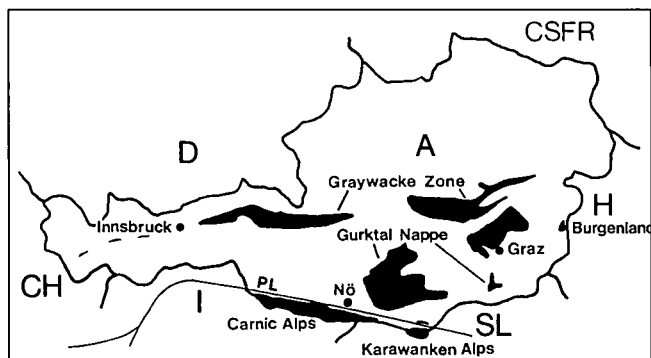 CSFR
D
A
Graywacke Zone
Innsbruck
H
Burgenland
Gurktal Nappe
Graz
CH
I
PL
Nö
Carnic Alps
SL
Karawanken Alps